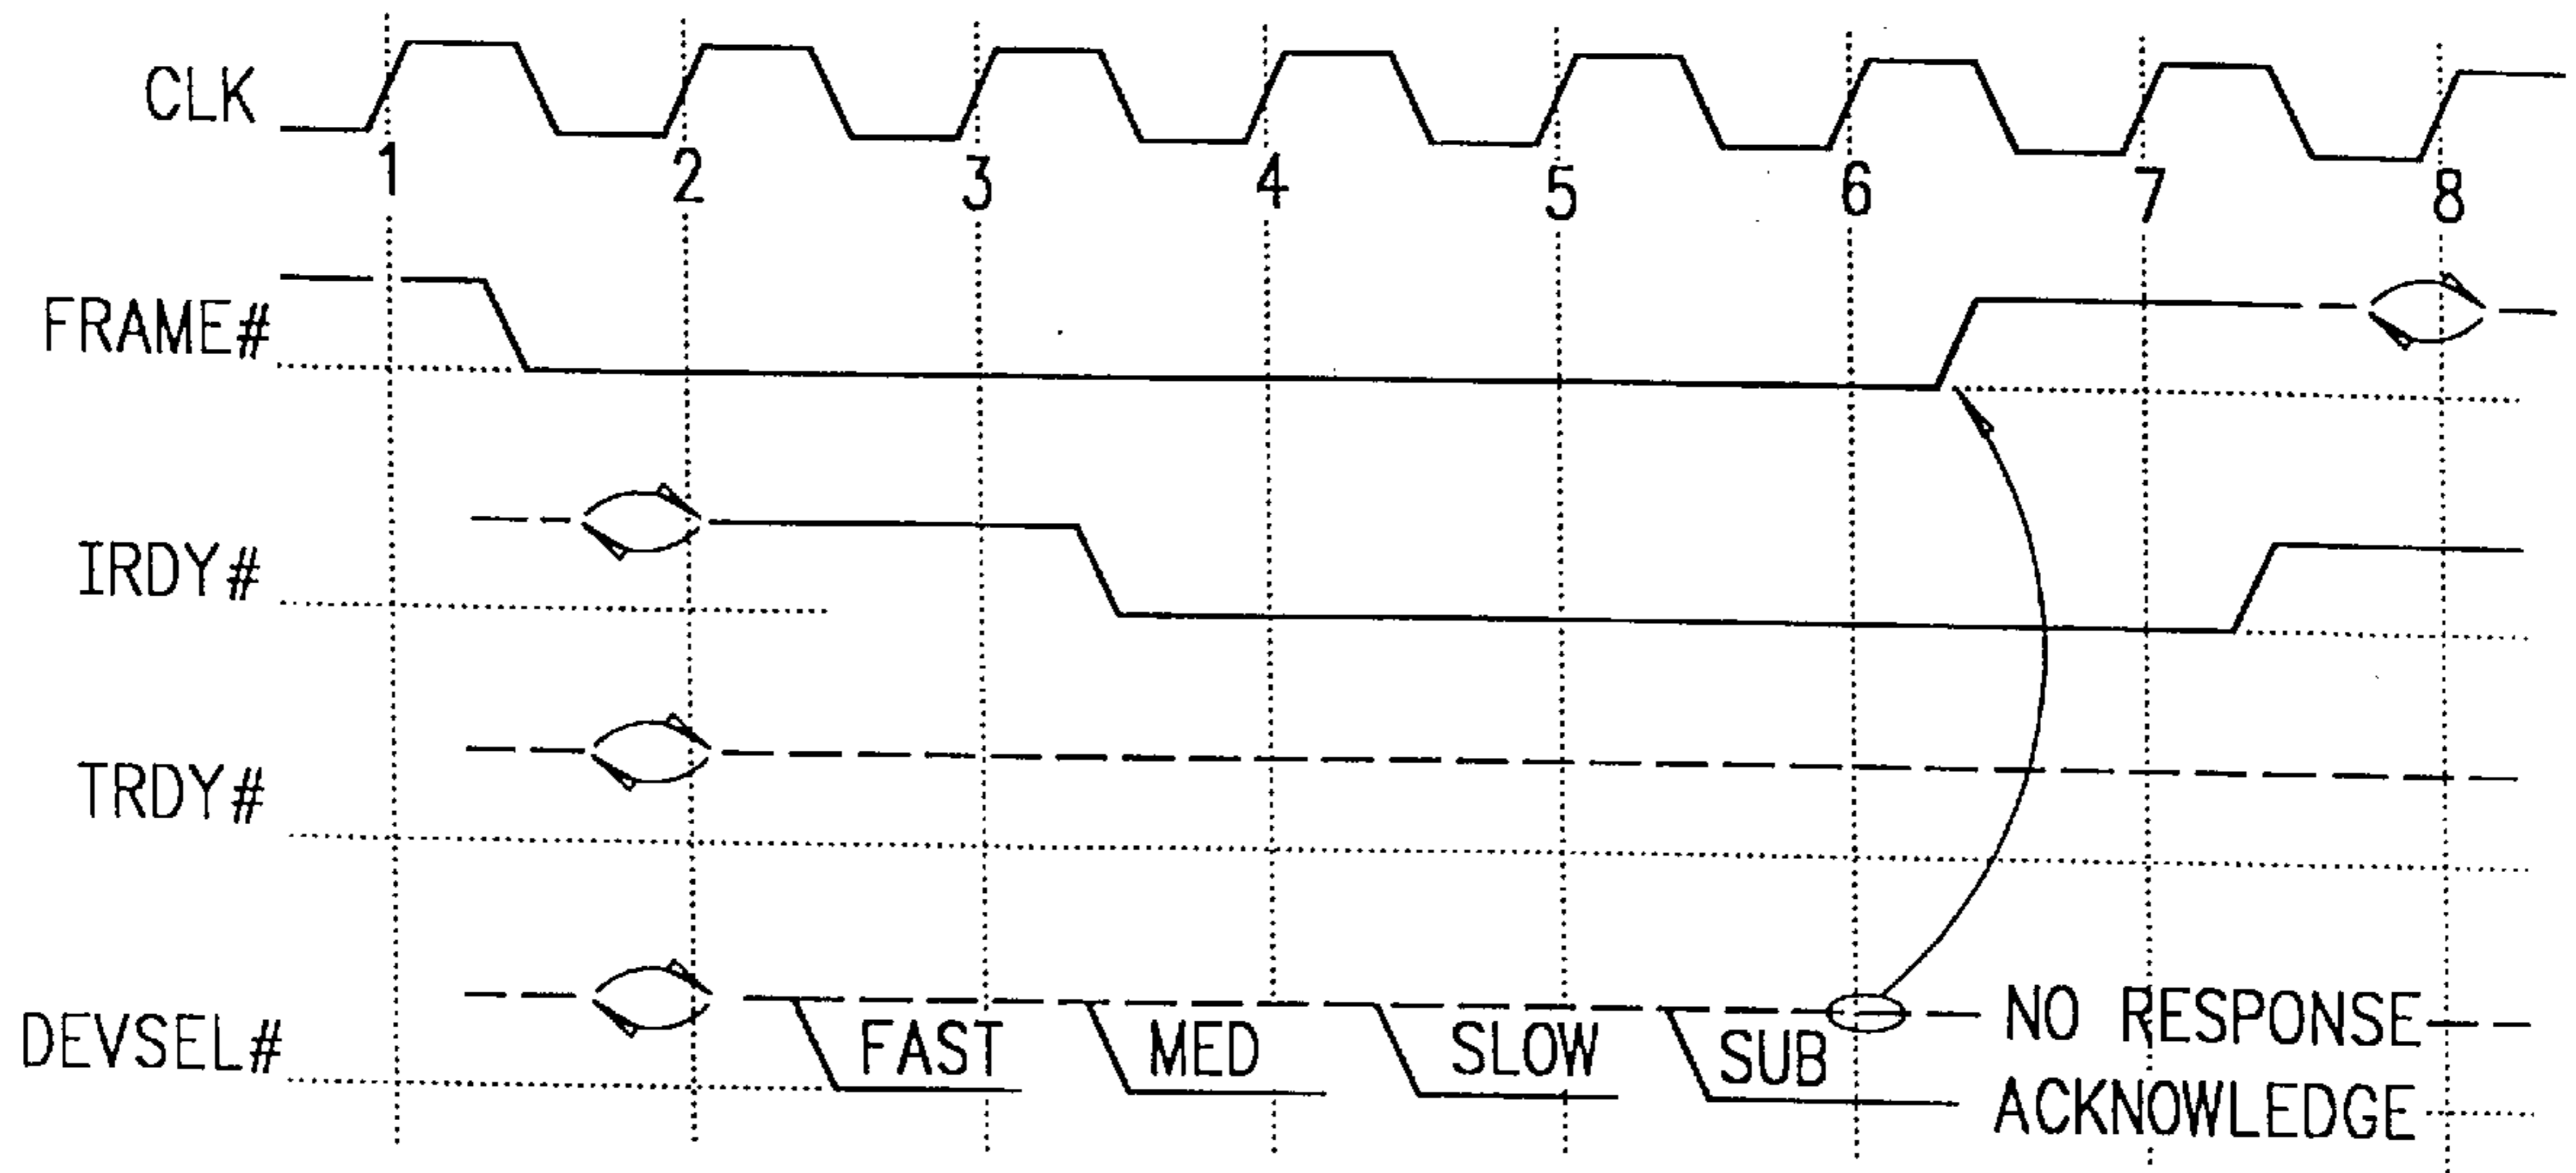 CLK
1 2 3 4 5 6 7 8
FRAME#
IRDY#
TRDY#
DEVSEL#
FAST MED SLOW SUB NO RESPONSE
ACKNOWLEDGE